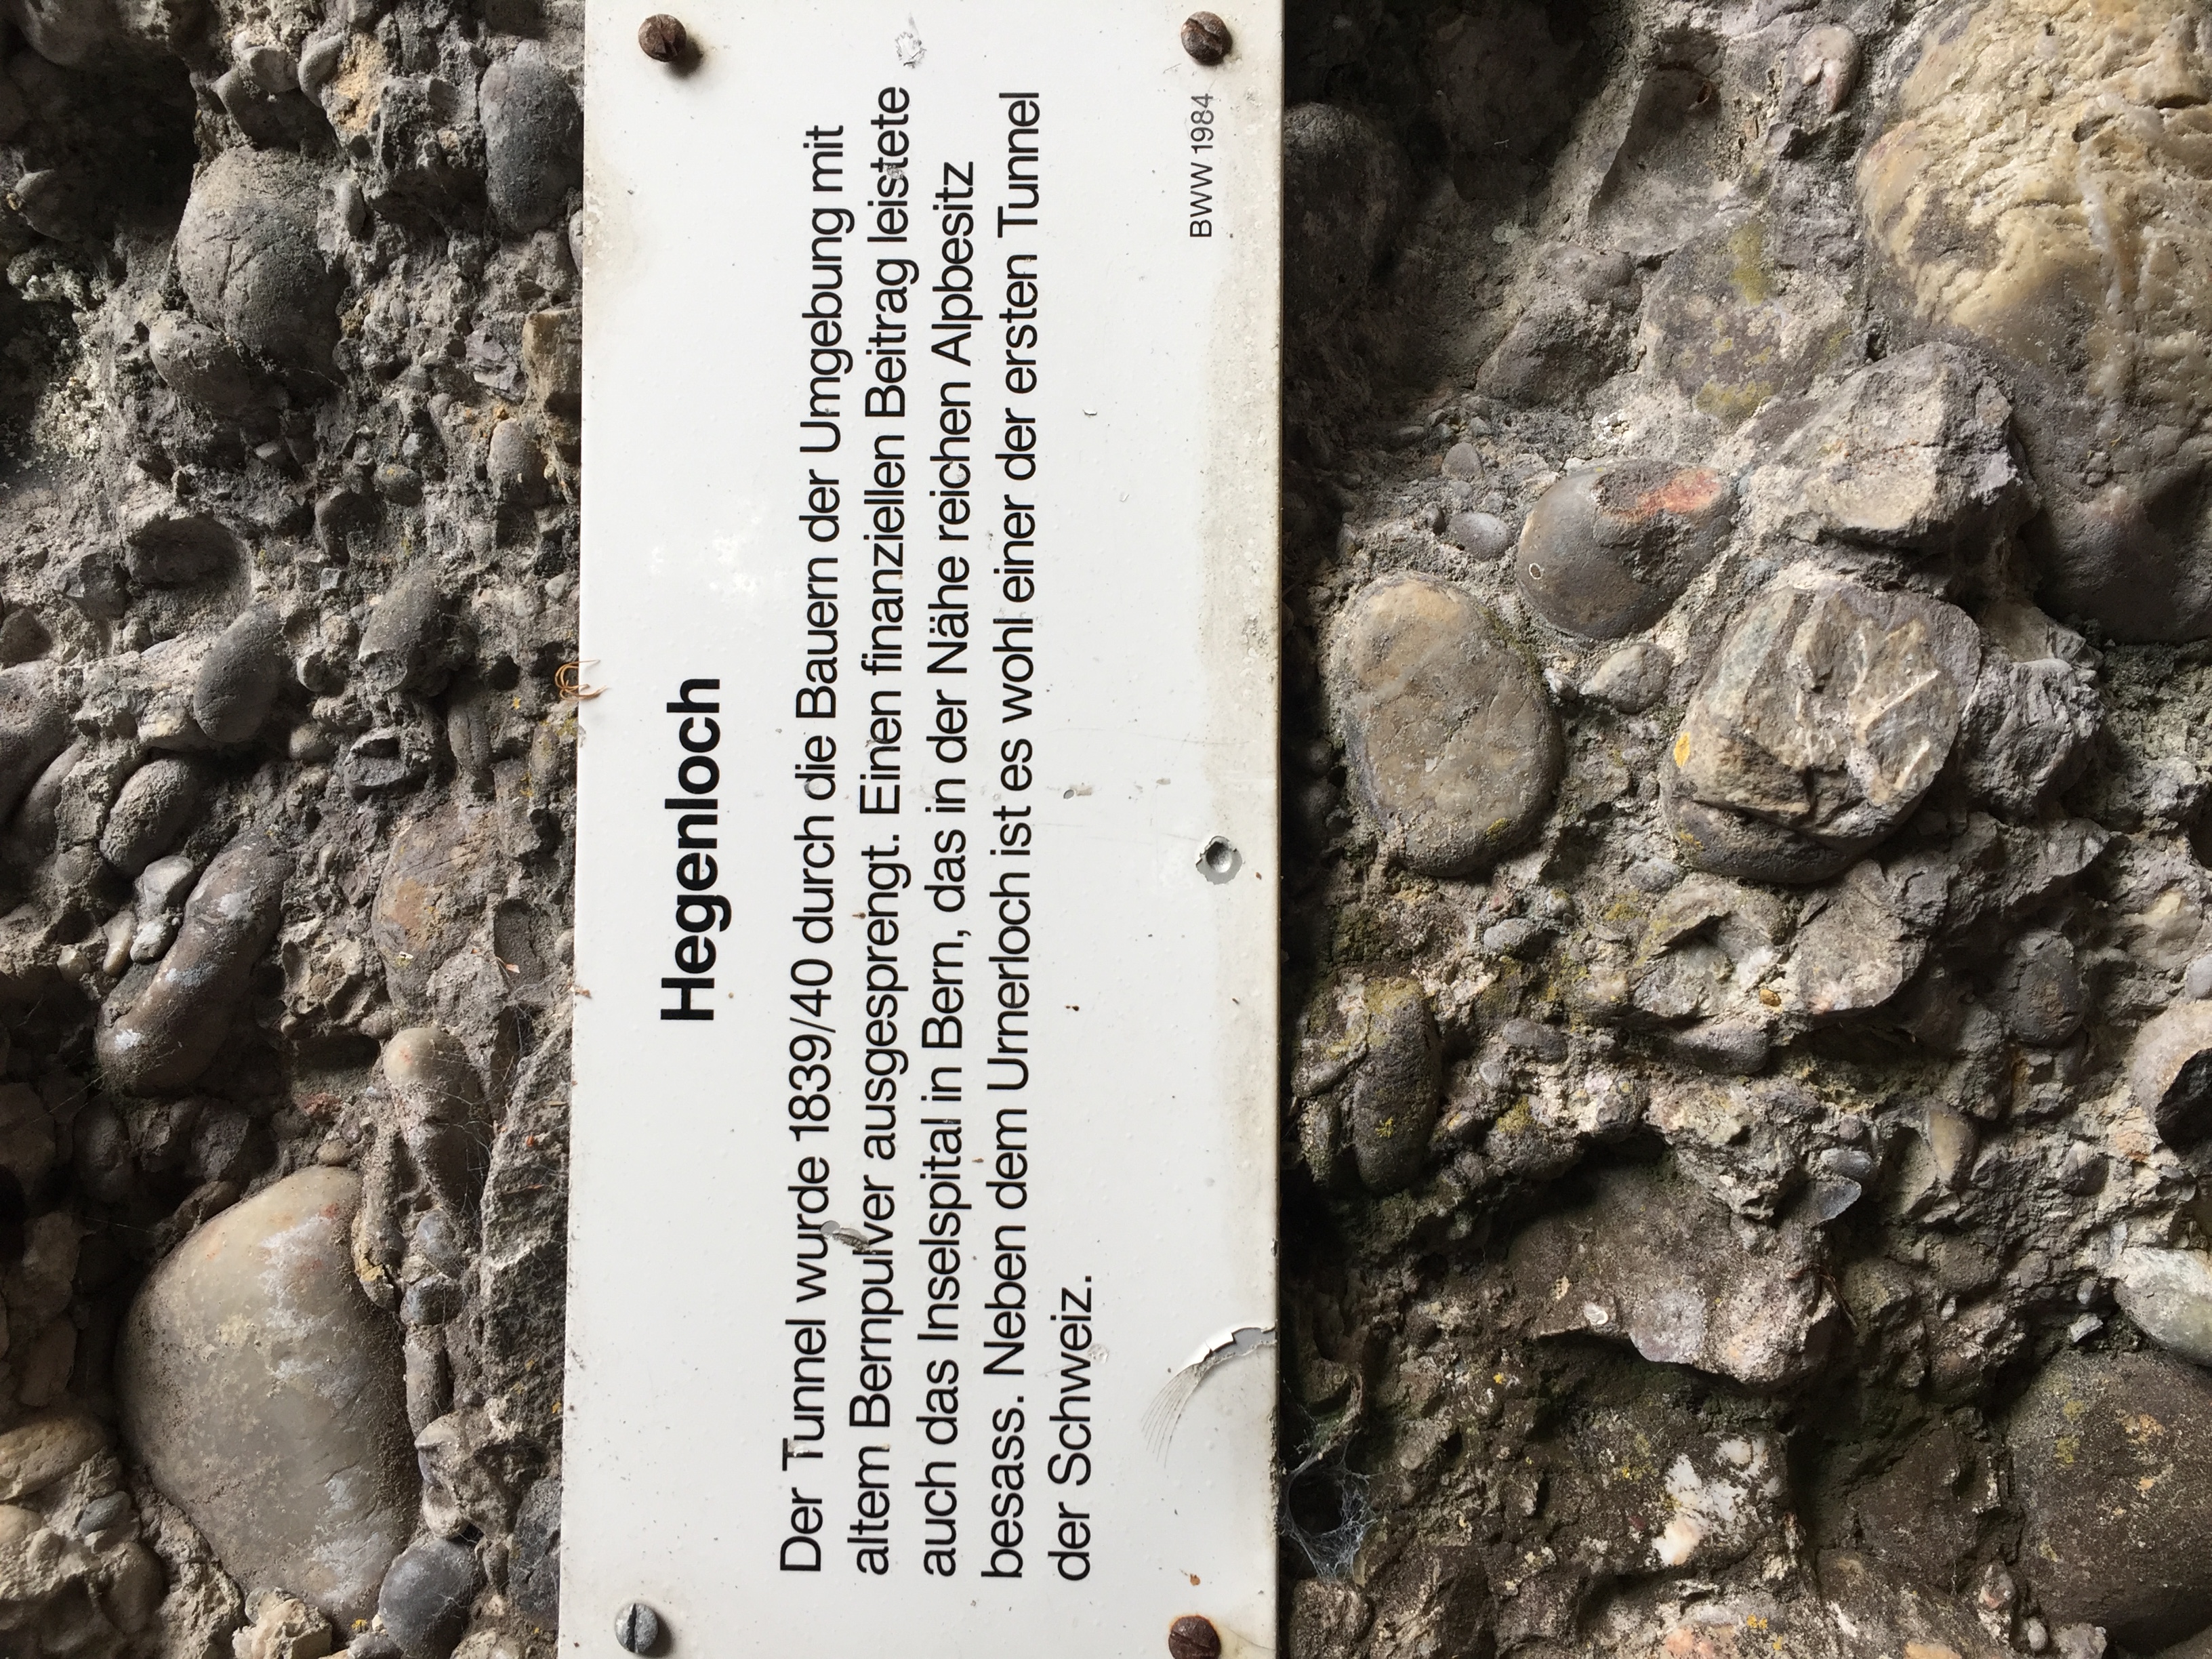 Hegenloch
Der Tunnel wurde 1839/40 durch die Bauern der Umgebung mit
altem Bernpulver ausgesprengt. Einen finanziellen Beitrag leistete
auch das Inselspital in Bern, das in der Nähe reichen Alpbesitz
besass. Neben dem Urnerloch ist es wohl einer der ersten Tunnel
der Schweiz.
BWW 1984